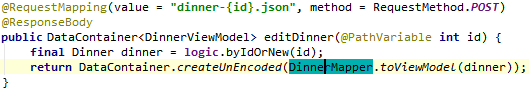 @RequestMapping(value = "dinner-{id}.json", method = RequestMethod.POST)
@ResponseBody
public DataContainer<DinnerViewModel> editDinner(@PathVariable int id) {
    final Dinner dinner = logic.byIdOrNew(id);
    return DataContainer.createUnEncoded(DinnerMapper.toViewModel(dinner));
}